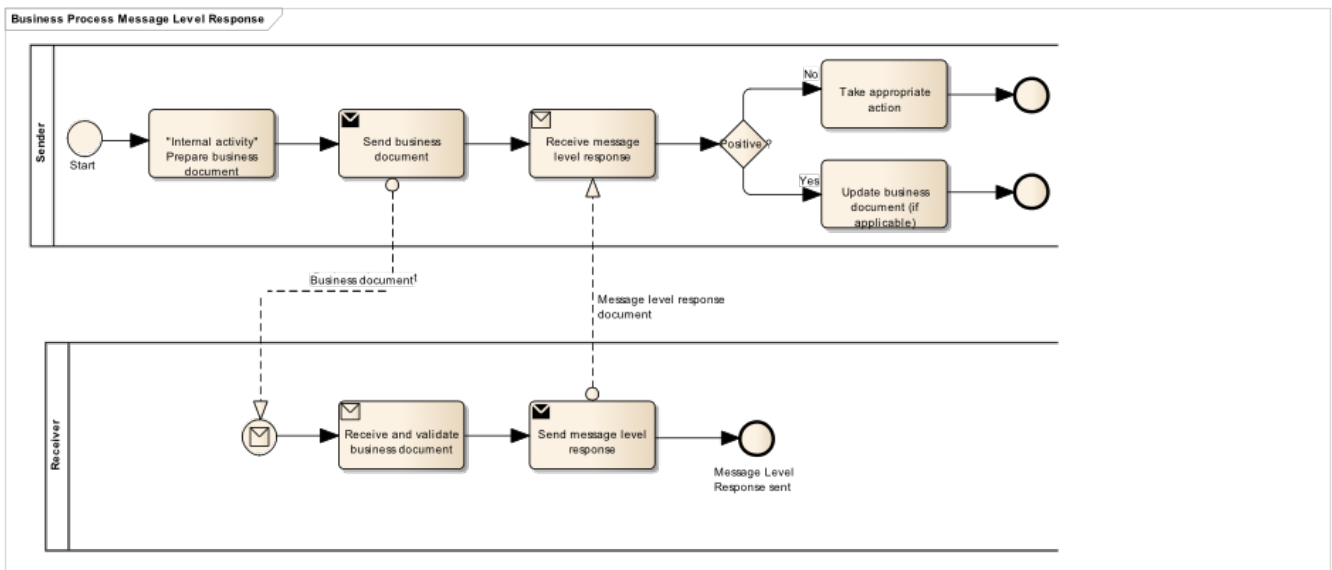 Business Process Message Level Response
Sender
Start
"Internal activity"
Prepare business
document
Send business
document
Receive message
level response
Positive?
No
Take appropriate
action
Yes
Update business
document (if
applicable)
Business document
Message level response
document
Receiver
Receive and validate
business document
Send message level
response
Message Level
Response sent